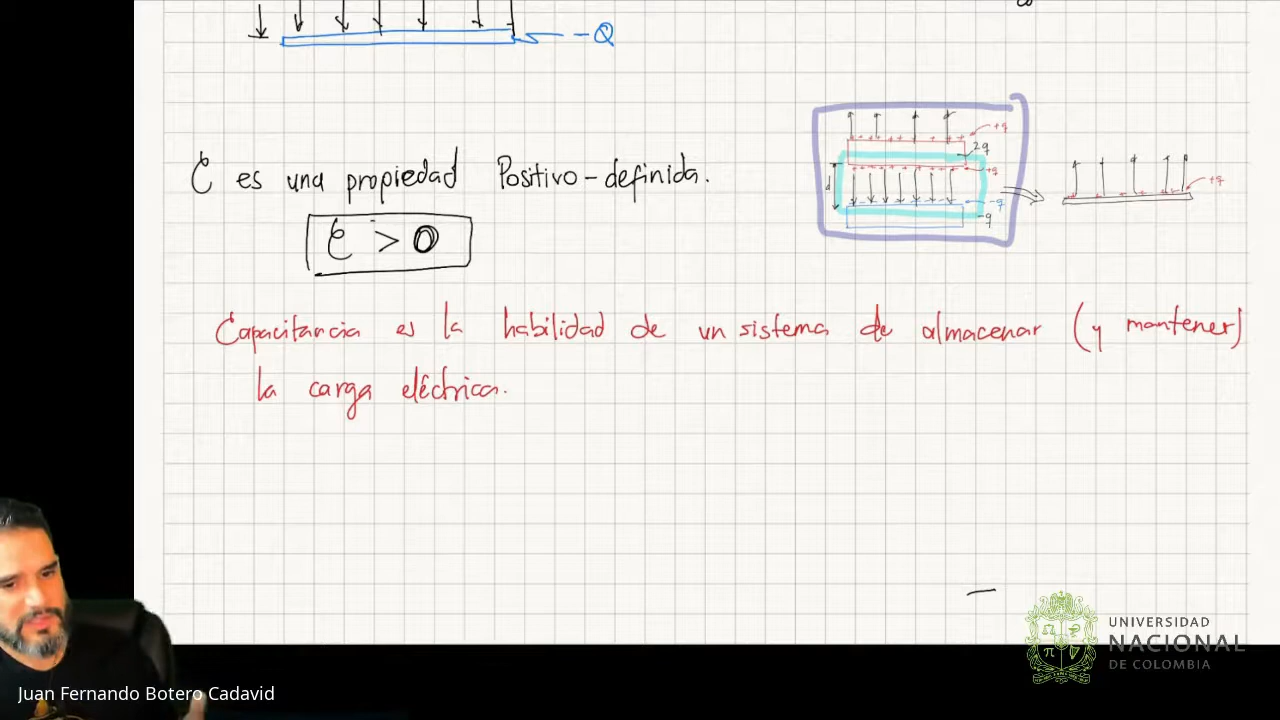 -Q
C es una propiedad Positivo-definida.
C > 0
+q
2q
+q
d
-q
-q
+q
Capacitancia es la habilidad de un sistema de almacenar (y mantener)
la carga eléctrica.
UNIVERSIDAD
NACIONAL
DE COLOMBIA
Juan Fernando Botero Cadavid